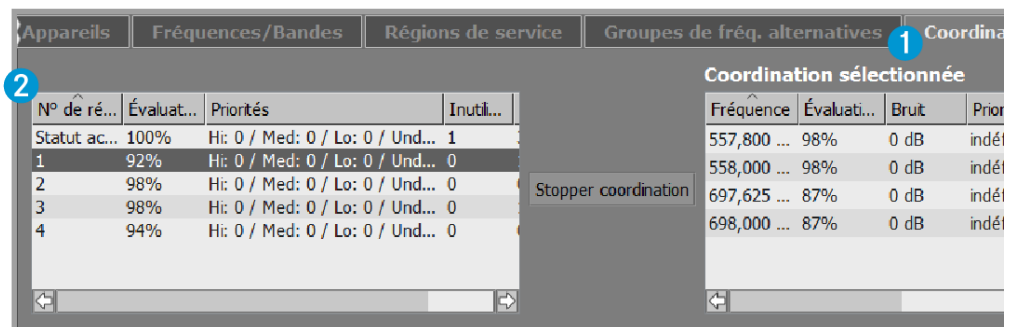 Appareils Fréquences/Bandes Régions de service Groupes de fréq. alternatives 1 Coordina
Coordination sélectionnée
2
N° de ré... Évaluat... Priorités Inutil...
Statut ac... 100% Hi: 0 / Med: 0 / Lo: 0 / Und... 1
1 92% Hi: 0 / Med: 0 / Lo: 0 / Und... 0
2 98% Hi: 0 / Med: 0 / Lo: 0 / Und... 0
3 98% Hi: 0 / Med: 0 / Lo: 0 / Und... 0
4 94% Hi: 0 / Med: 0 / Lo: 0 / Und... 0
Stopper coordination
Fréquence Évaluati... Bruit Prior
557,800 ... 98% 0 dB indéf
558,000 ... 98% 0 dB indéf
697,625 ... 87% 0 dB indéf
698,000 ... 87% 0 dB indéf